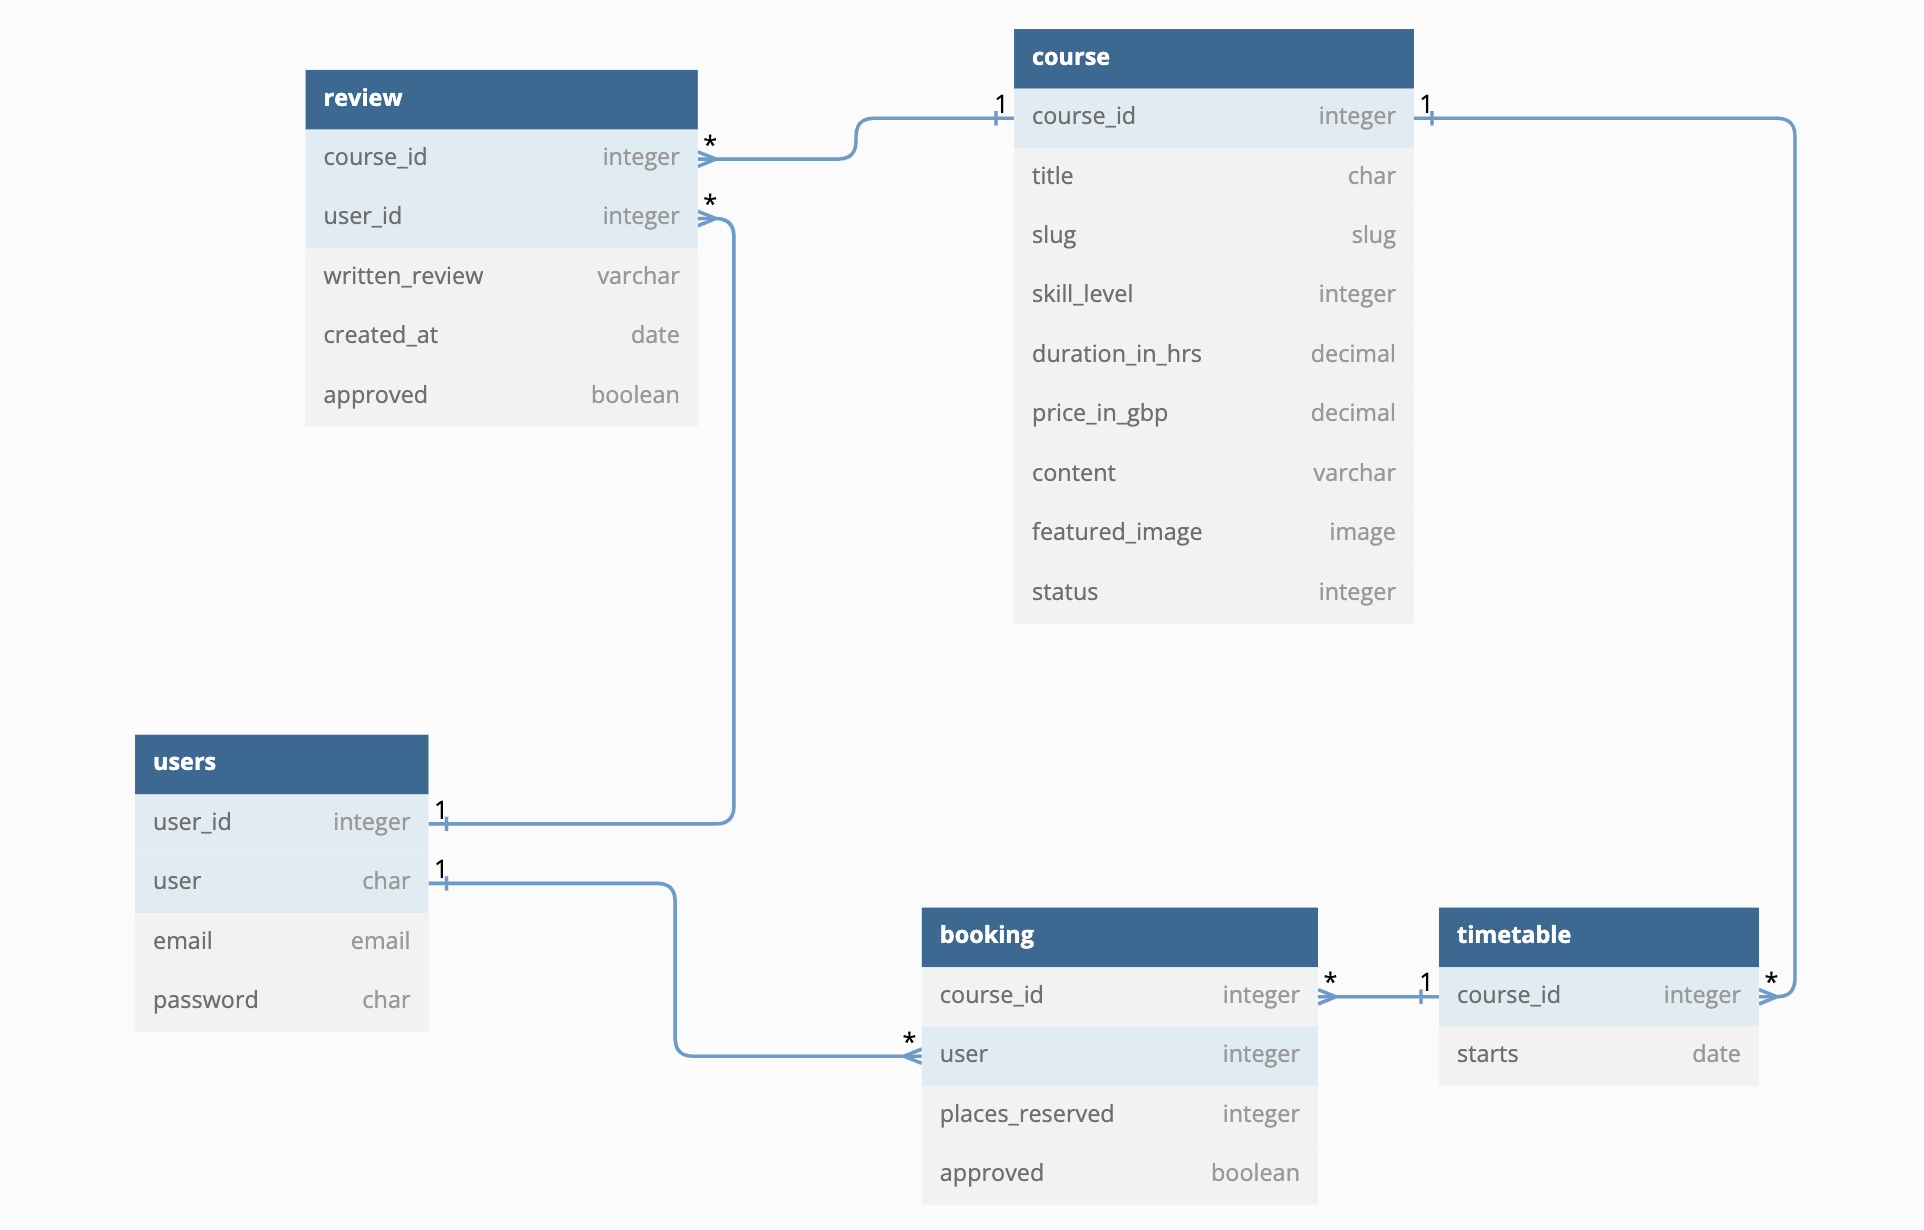 review
course_id integer
user_id integer
written_review varchar
created_at date
approved boolean
*
*
course
1 course_id integer 1
title char
slug slug
skill_level integer
duration_in_hrs decimal
price_in_gbp decimal
content varchar
featured_image image
status integer
users
user_id integer 1
user char 1
email email
password char
booking
course_id integer *
* user integer
places_reserved integer
approved boolean
timetable
1 course_id integer *
starts date